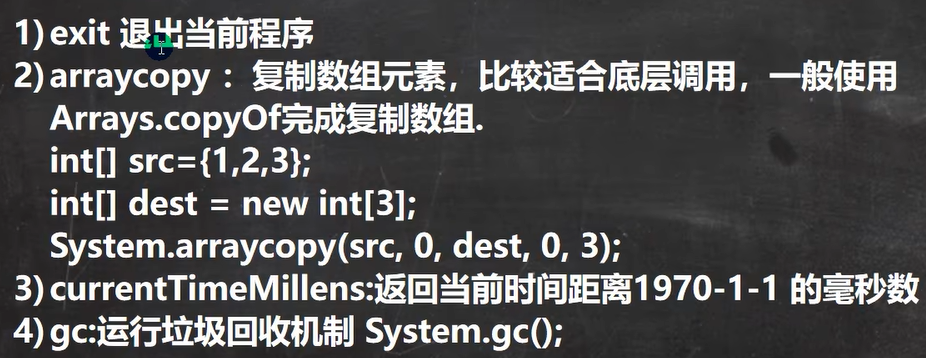 1) exit 退出当前程序
2) arraycopy ：复制数组元素，比较适合底层调用，一般使用
Arrays.copyOf完成复制数组.
int[] src={1,2,3};
int[] dest = new int[3];
System.arraycopy(src, 0, dest, 0, 3);
3) currentTimeMillens:返回当前时间距离1970-1-1 的毫秒数
4) gc:运行垃圾回收机制 System.gc();